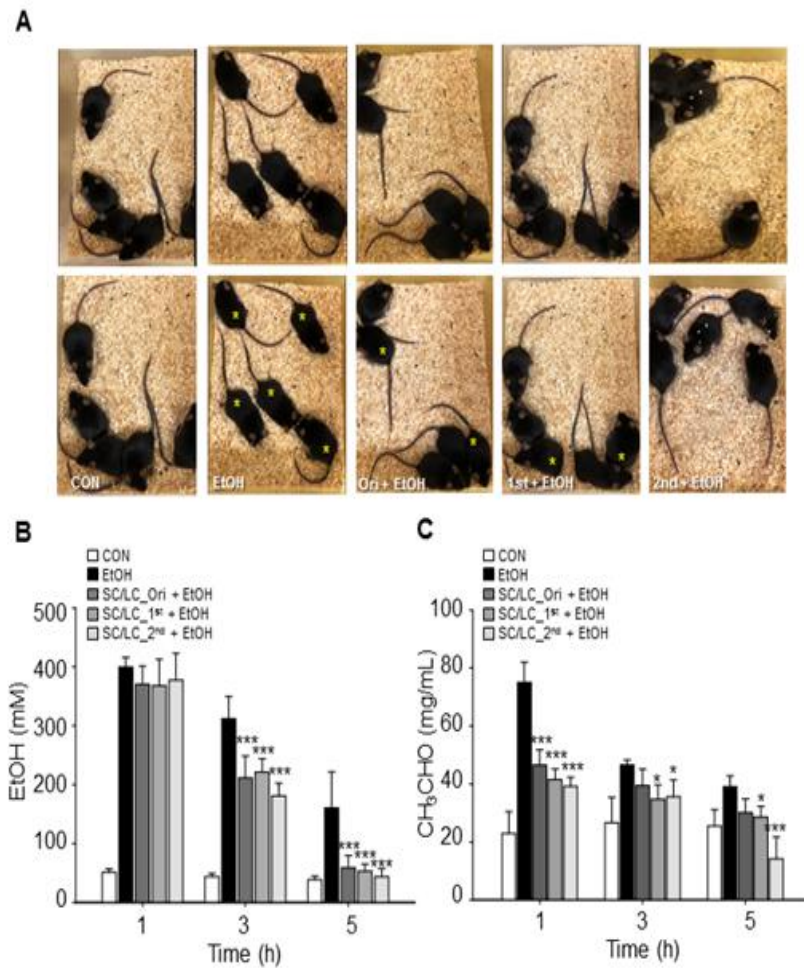 A
CON
EtOH
Ori + EtOH
1st + EtOH
2nd + EtOH
B
CON
EtOH
SC/LC_Ori + EtOH
SC/LC_1st + EtOH
SC/LC_2nd + EtOH
EtOH (mM)
500
400
300
200
100
00
***
***
***
***
***
***
1
3
5
Time (h)
C
CON
EtOH
SC/LC_Ori + EtOH
SC/LC_1st + EtOH
SC/LC_2nd + EtOH
CH₃CHO (mg/mL)
100
80
60
40
20
0
***
***
***
*
*
*
***
1
3
5
Time (h)